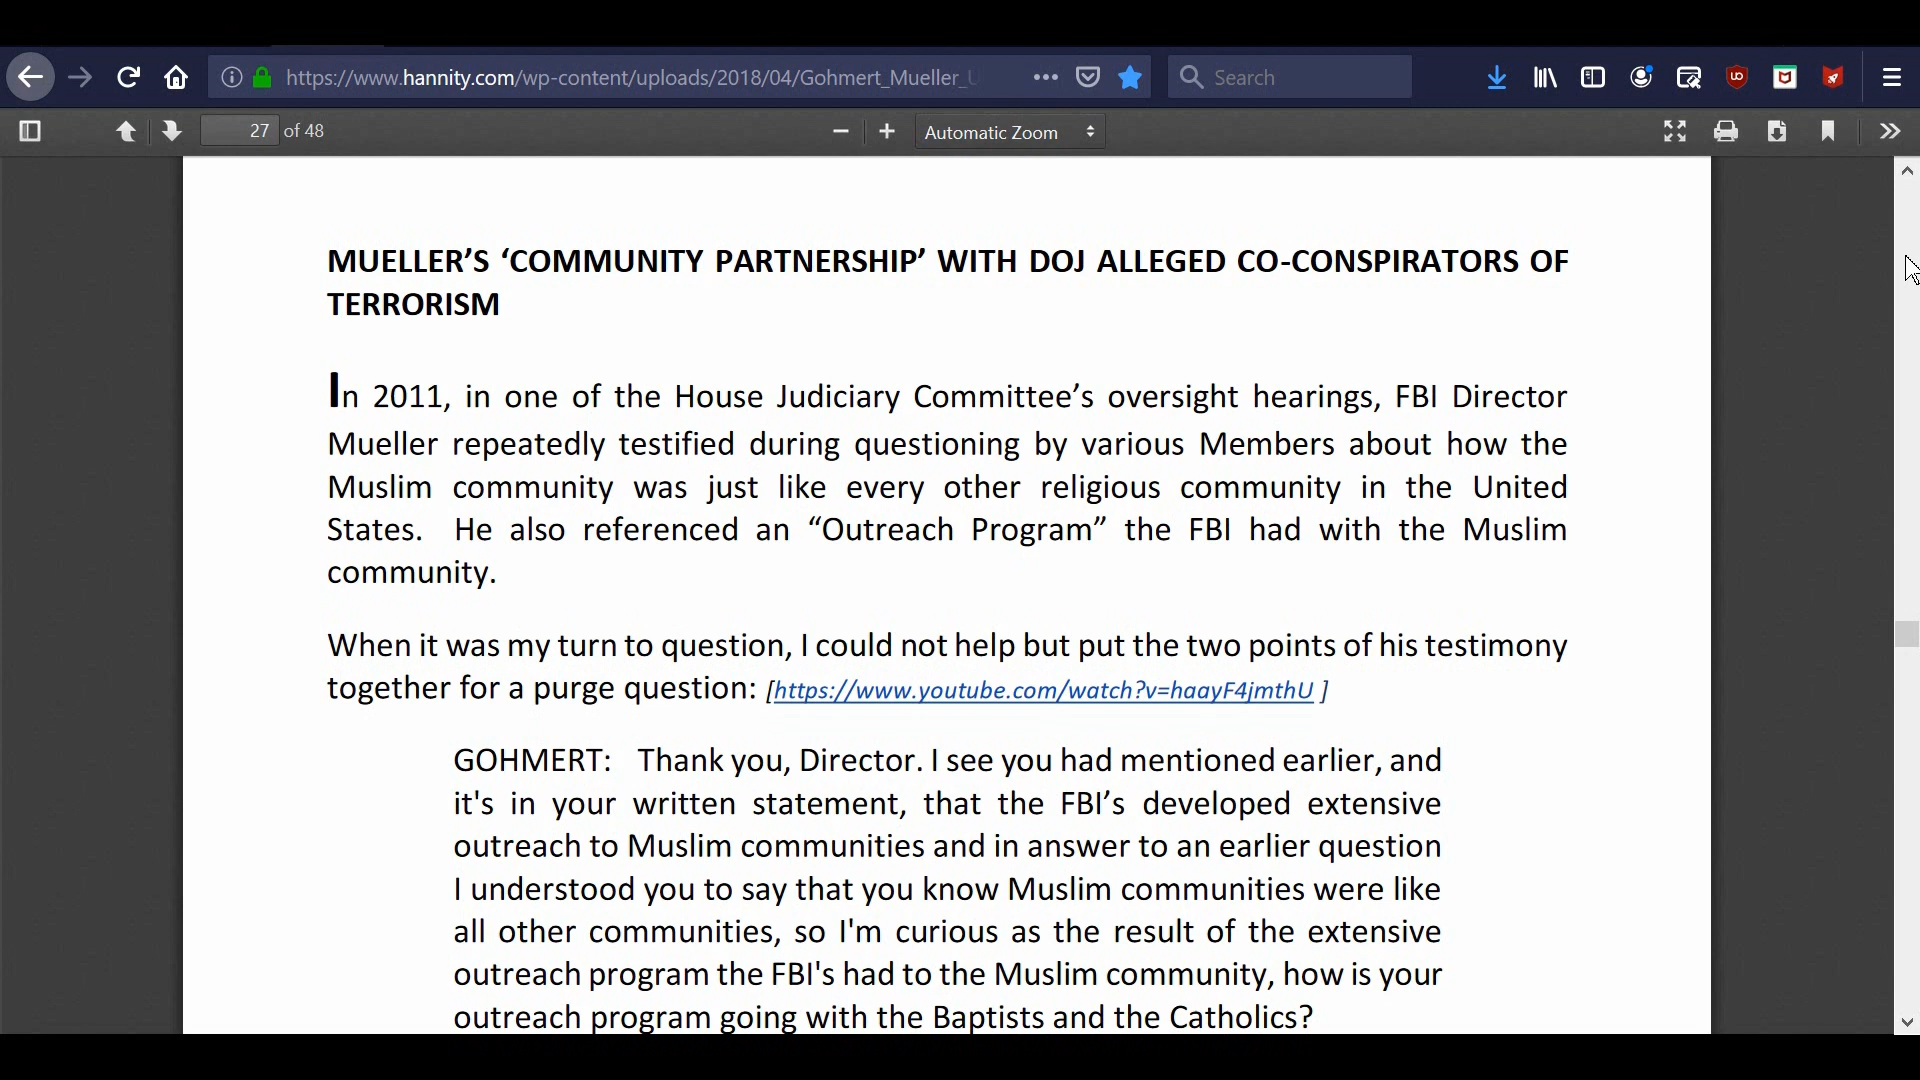 https://www.hannity.com/wp-content/uploads/2018/04/Gohmert_Mueller_U
Search
27 of 48
Automatic Zoom
MUELLER’S ‘COMMUNITY PARTNERSHIP’ WITH DOJ ALLEGED CO-CONSPIRATORS OF
TERRORISM
In 2011, in one of the House Judiciary Committee’s oversight hearings, FBI Director
Mueller repeatedly testified during questioning by various Members about how the
Muslim community was just like every other religious community in the United
States. He also referenced an “Outreach Program” the FBI had with the Muslim
community.
When it was my turn to question, I could not help but put the two points of his testimony
together for a purge question: [https://www.youtube.com/watch?v=haayF4jmthU ]
GOHMERT: Thank you, Director. I see you had mentioned earlier, and
it's in your written statement, that the FBI’s developed extensive
outreach to Muslim communities and in answer to an earlier question
I understood you to say that you know Muslim communities were like
all other communities, so I'm curious as the result of the extensive
outreach program the FBI's had to the Muslim community, how is your
outreach program going with the Baptists and the Catholics?